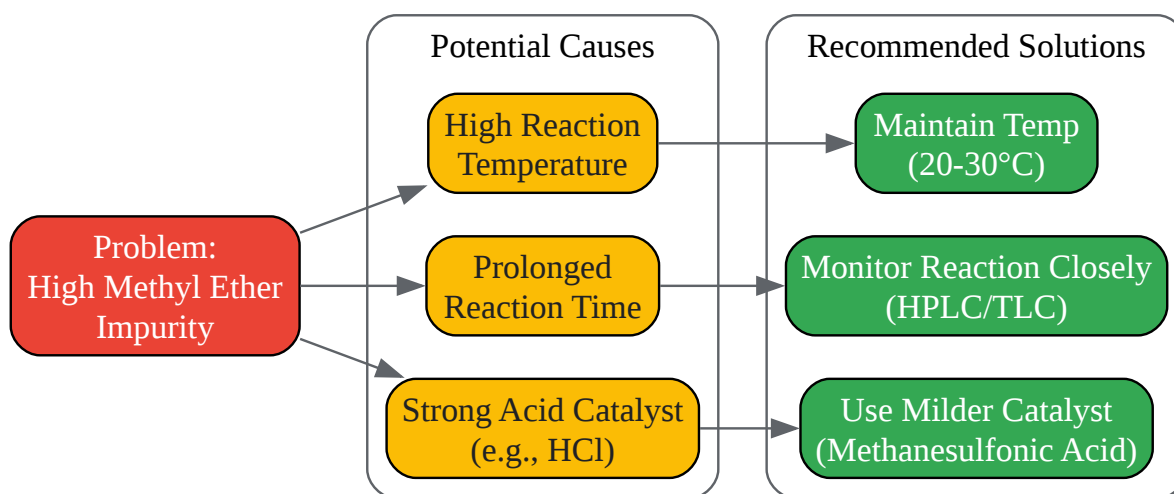 Potential Causes
Recommended Solutions
High Reaction
Temperature
Maintain Temp
(20-30°C)
Problem:
High Methyl Ether
Impurity
Prolonged
Reaction Time
Monitor Reaction Closely
(HPLC/TLC)
Strong Acid Catalyst
(e.g., HCl)
Use Milder Catalyst
(Methanesulfonic Acid)